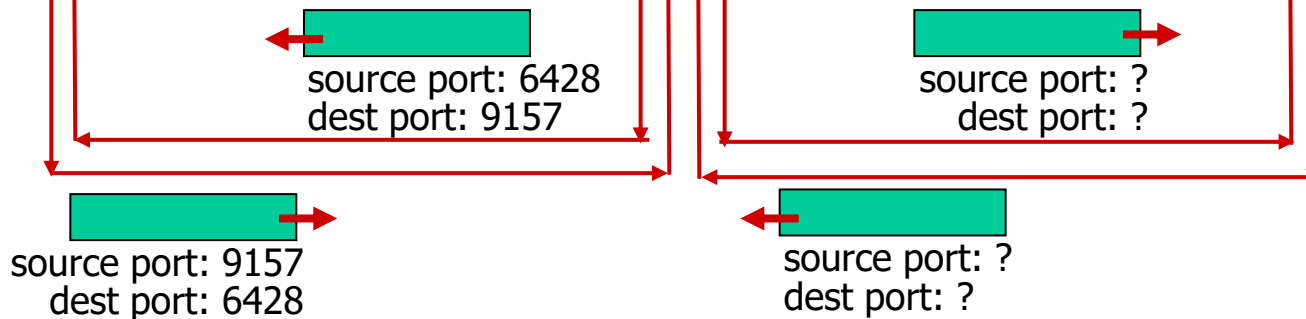 source port: 6428
dest port: 9157
source port: ?
dest port: ?
source port: 9157
dest port: 6428
source port: ?
dest port: ?